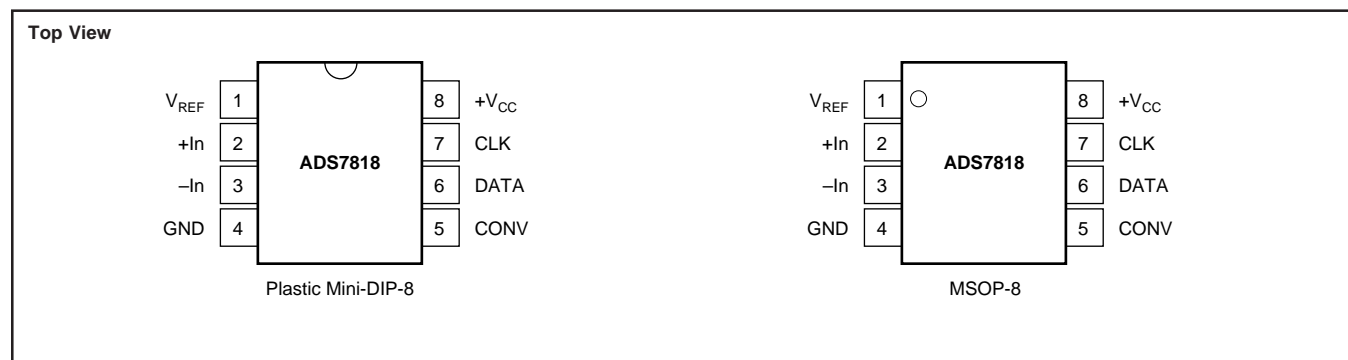 Top View
V_REF 1 8 +V_CC
+In 2 7 CLK
ADS7818
–In 3 6 DATA
GND 4 5 CONV
Plastic Mini-DIP-8
V_REF 1 8 +V_CC
+In 2 7 CLK
ADS7818
–In 3 6 DATA
GND 4 5 CONV
MSOP-8